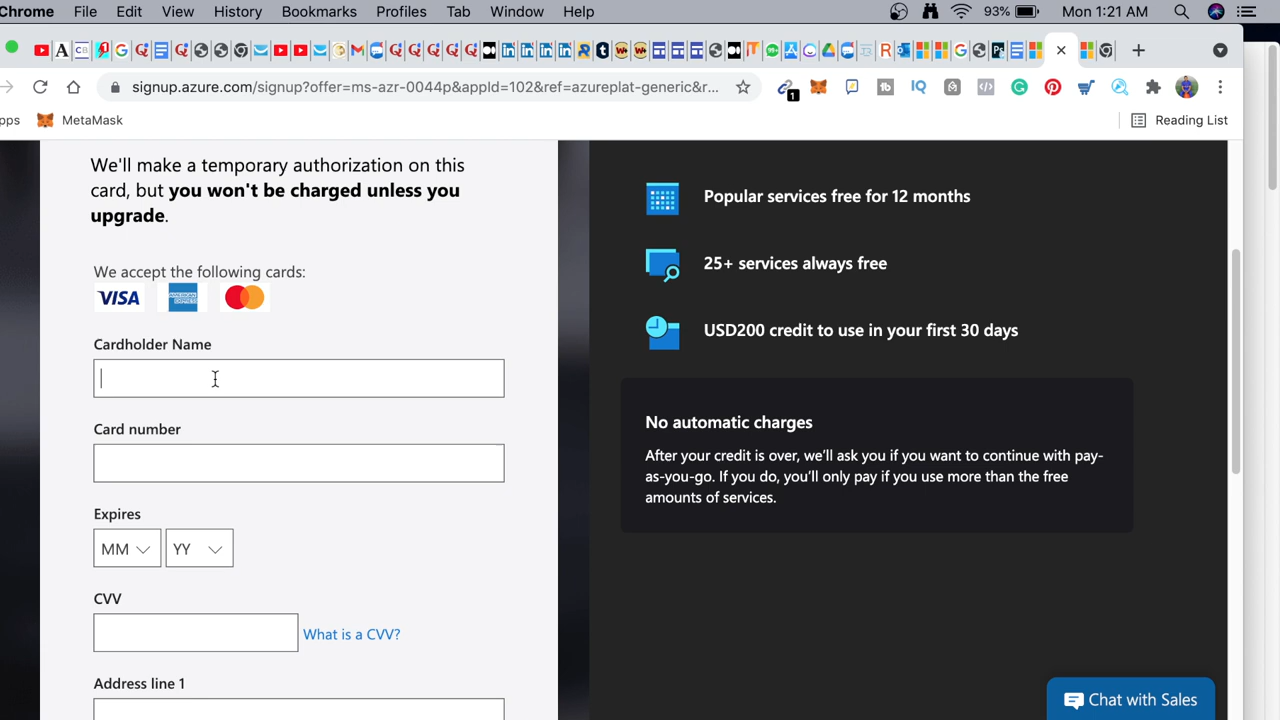 Chrome File Edit View History Bookmarks Profiles Tab Window Help 93% Mon 1:21 AM
signup.azure.com/signup?offer=ms-azr-0044p&appId=102&ref=azureplat-generic&r...
1
pps MetaMask Reading List
We'll make a temporary authorization on this
card, but you won't be charged unless you
upgrade.
We accept the following cards:
VISA AMERICAN EXPRESS
Cardholder Name
Card number
Expires
MM YY
CVV
What is a CVV?
Address line 1
Popular services free for 12 months
25+ services always free
USD200 credit to use in your first 30 days
No automatic charges
After your credit is over, we'll ask you if you want to continue with pay-
as-you-go. If you do, you'll only pay if you use more than the free
amounts of services.
Chat with Sales